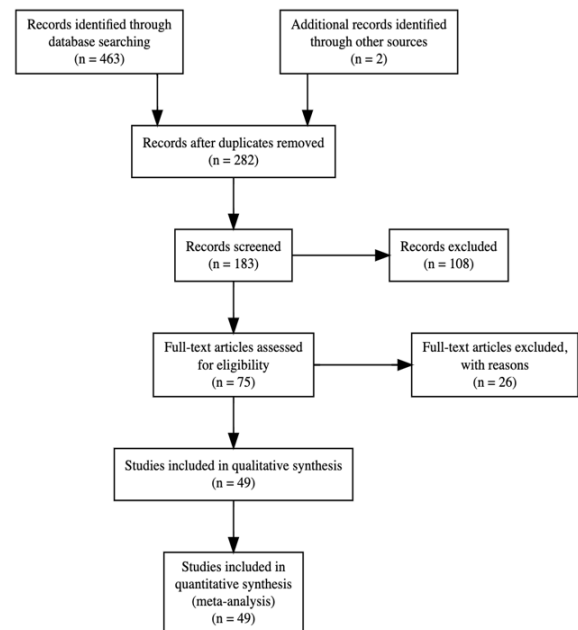 Records identified through
database searching
(n = 463)
Additional records identified
through other sources
(n = 2)
Records after duplicates removed
(n = 282)
Records screened
(n = 183)
Records excluded
(n = 108)
Full-text articles assessed
for eligibility
(n = 75)
Full-text articles excluded,
with reasons
(n = 26)
Studies included in qualitative synthesis
(n = 49)
Studies included in
quantitative synthesis
(meta-analysis)
(n = 49)